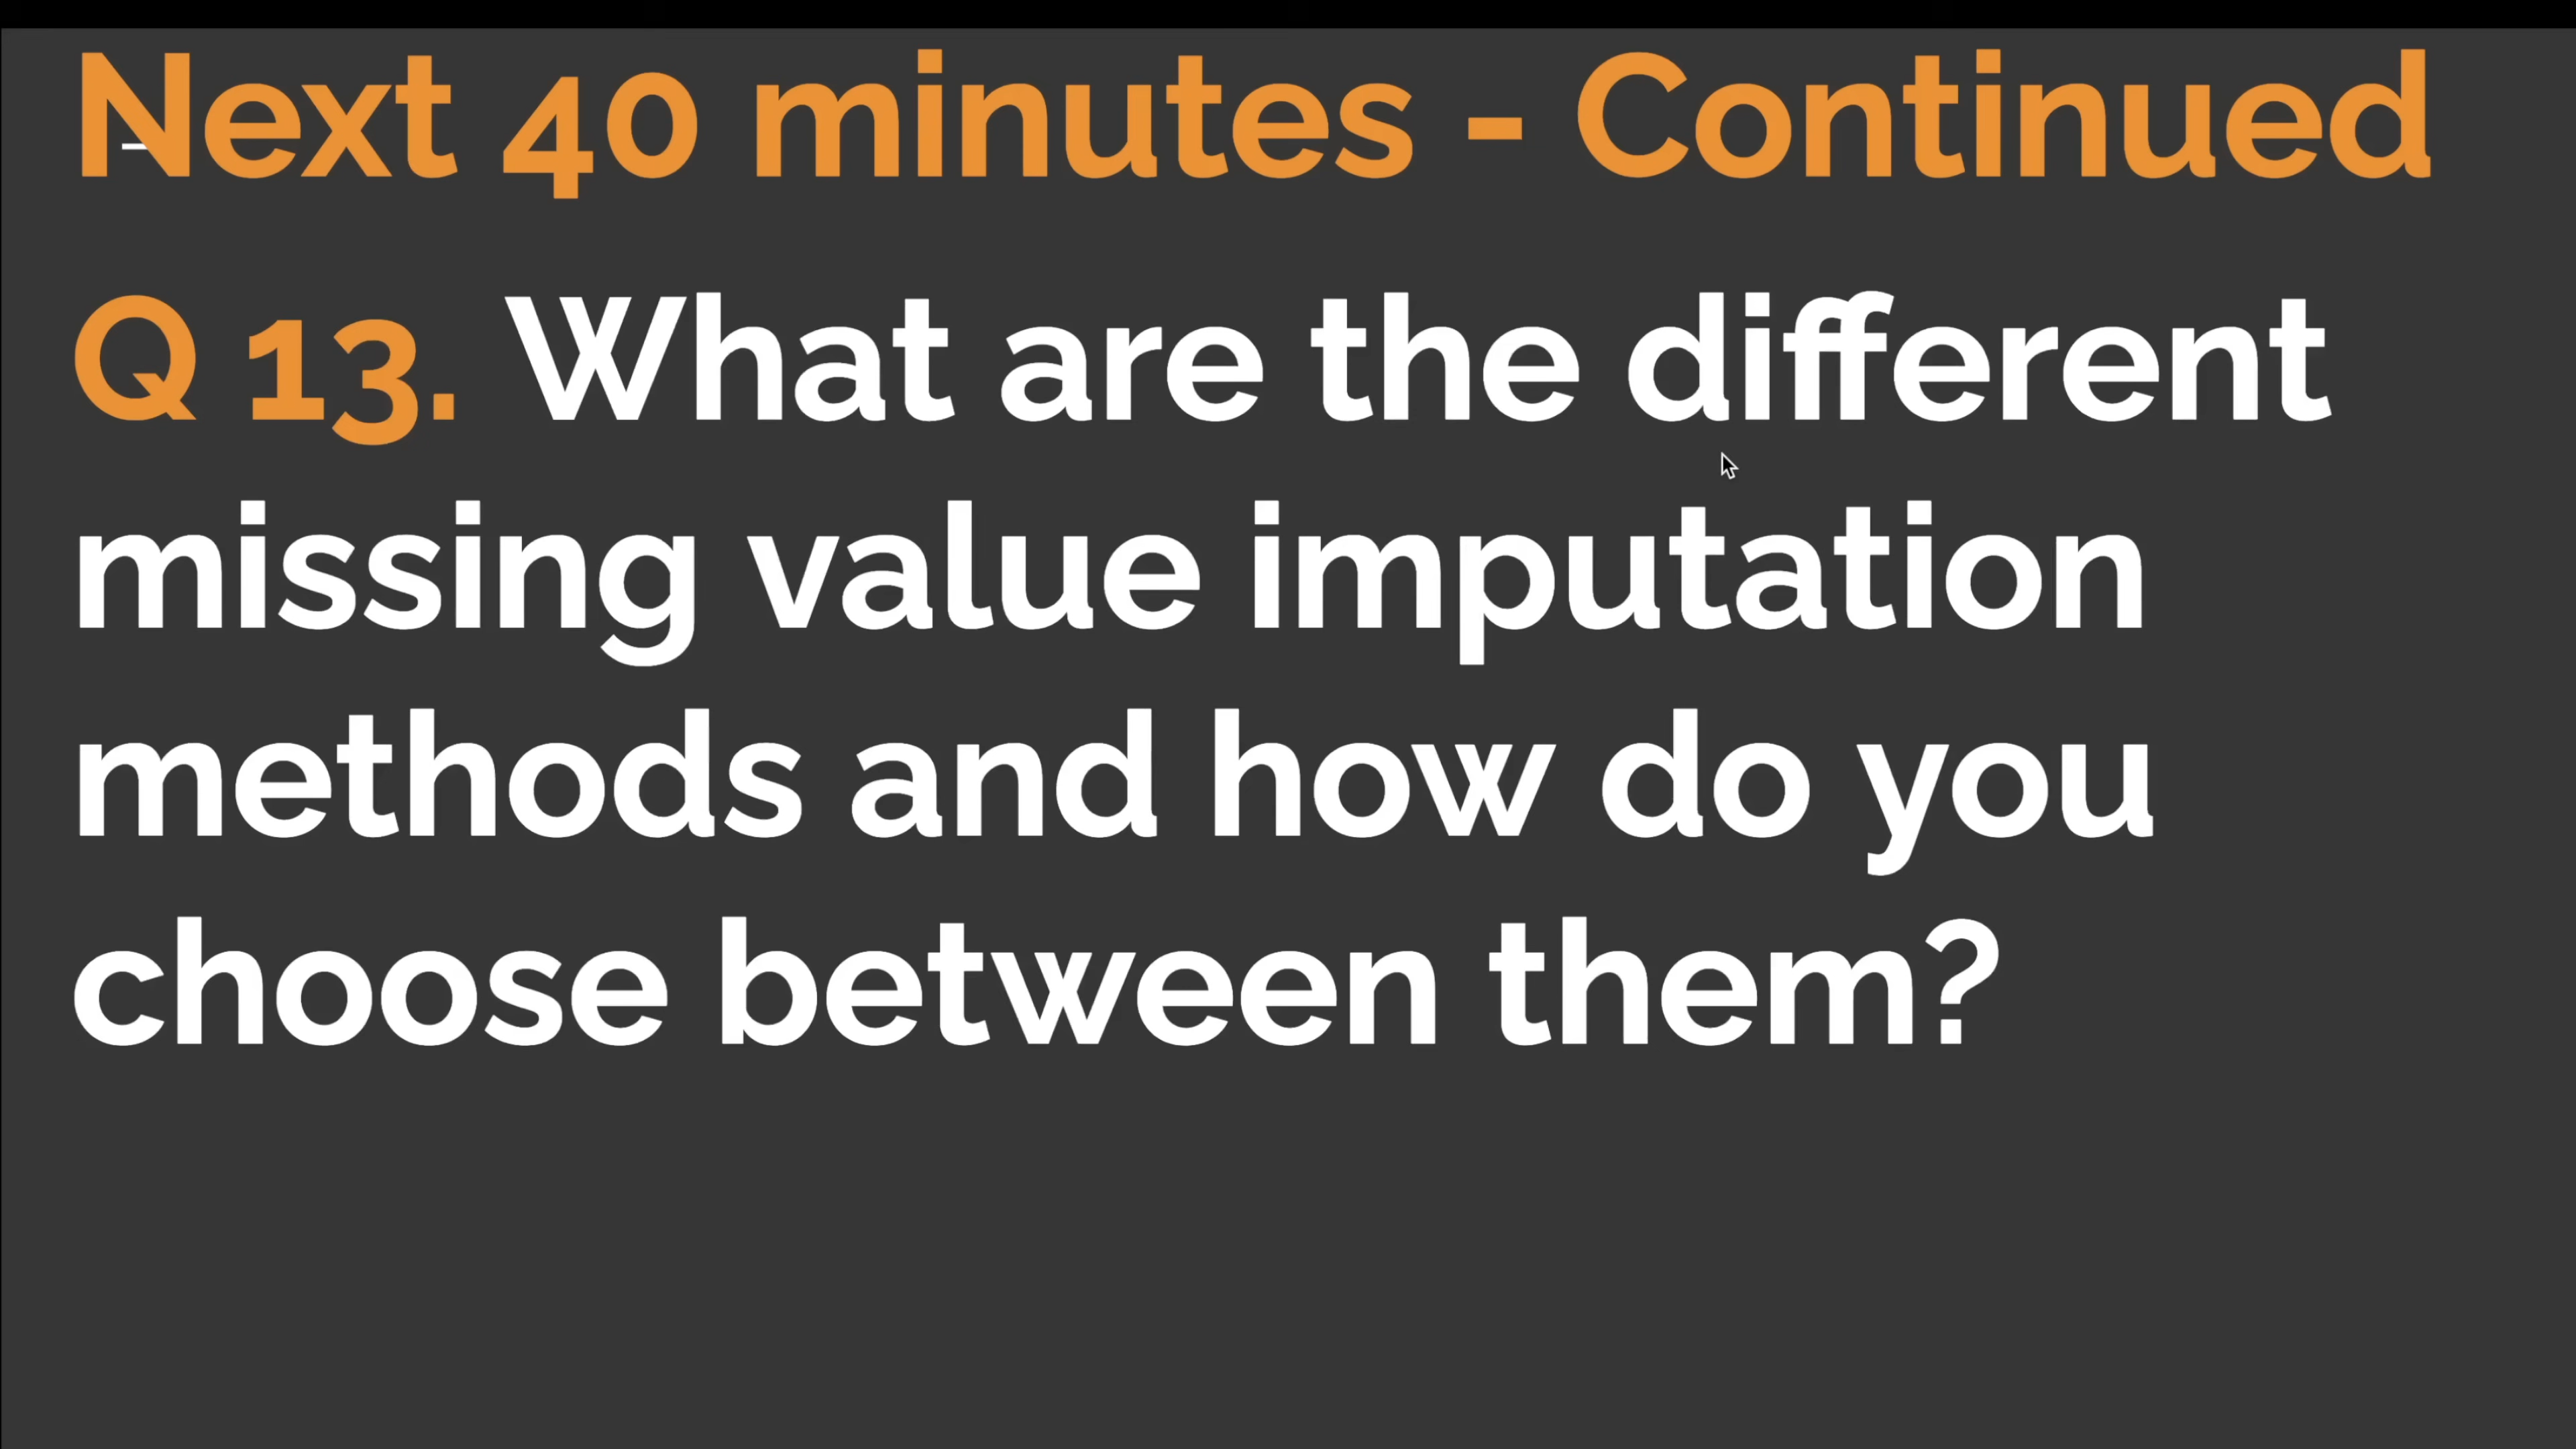 Next 40 minutes - Continued
Q 13. What are the different
missing value imputation
methods and how do you
choose between them?